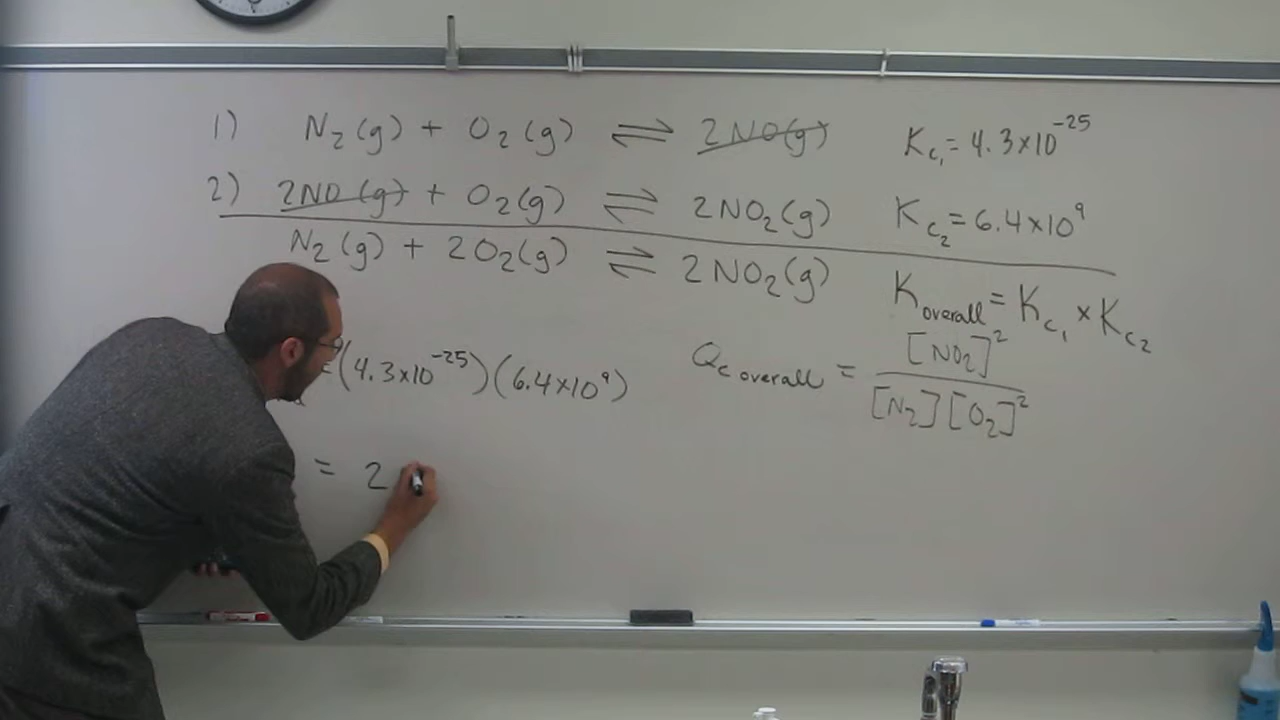 1) N₂(g) + O₂(g) ⇌ 2NO(g) K_c₁ = 4.3×10⁻²⁵
2) 2NO(g) + O₂(g) ⇌ 2NO₂(g) K_c₂ = 6.4×10⁹
N₂(g) + 2O₂(g) ⇌ 2NO₂(g) K_overall = K_c₁ × K_c₂
=(4.3×10⁻²⁵)(6.4×10⁹) Q_c overall = [NO₂]² / [N₂][O₂]²
= 2